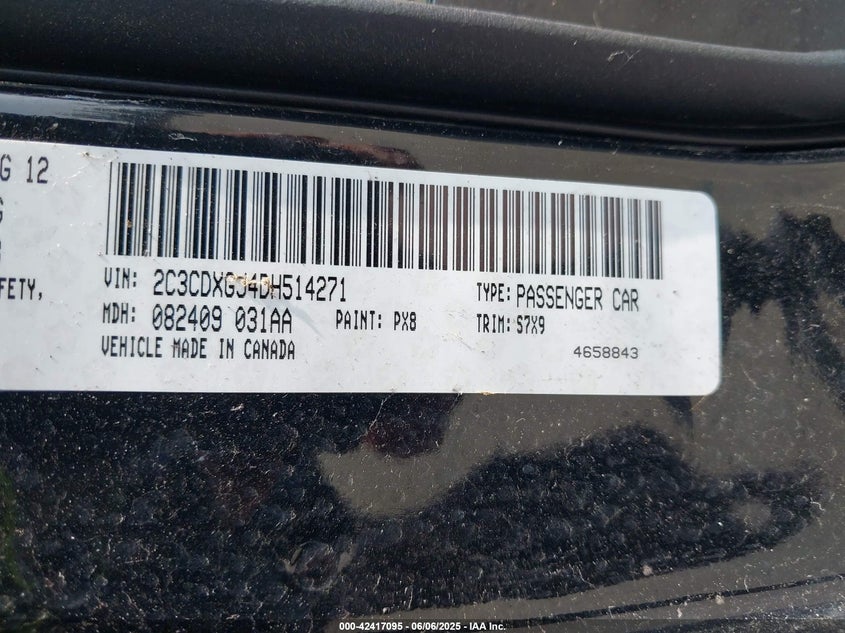 G 12
G
FETY,
VIN: 2C3CDXGJ4DH514271
TYPE: PASSENGER CAR
MDH: 082409 031AA
PAINT: PX8
TRIM: S7X9
VEHICLE MADE IN CANADA
4658843
000-42417095 - 06/06/2025 - IAA Inc.